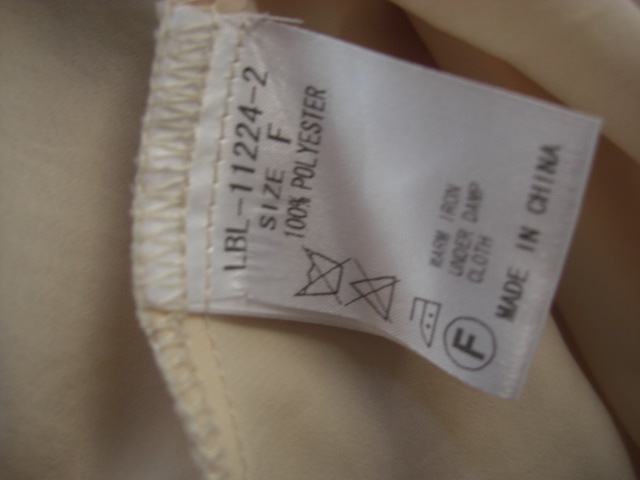 LBL-11224-2
SIZE F
100% POLYESTER
WARM IRON
UNDER DAMP
CLOTH
F
MADE IN CHINA